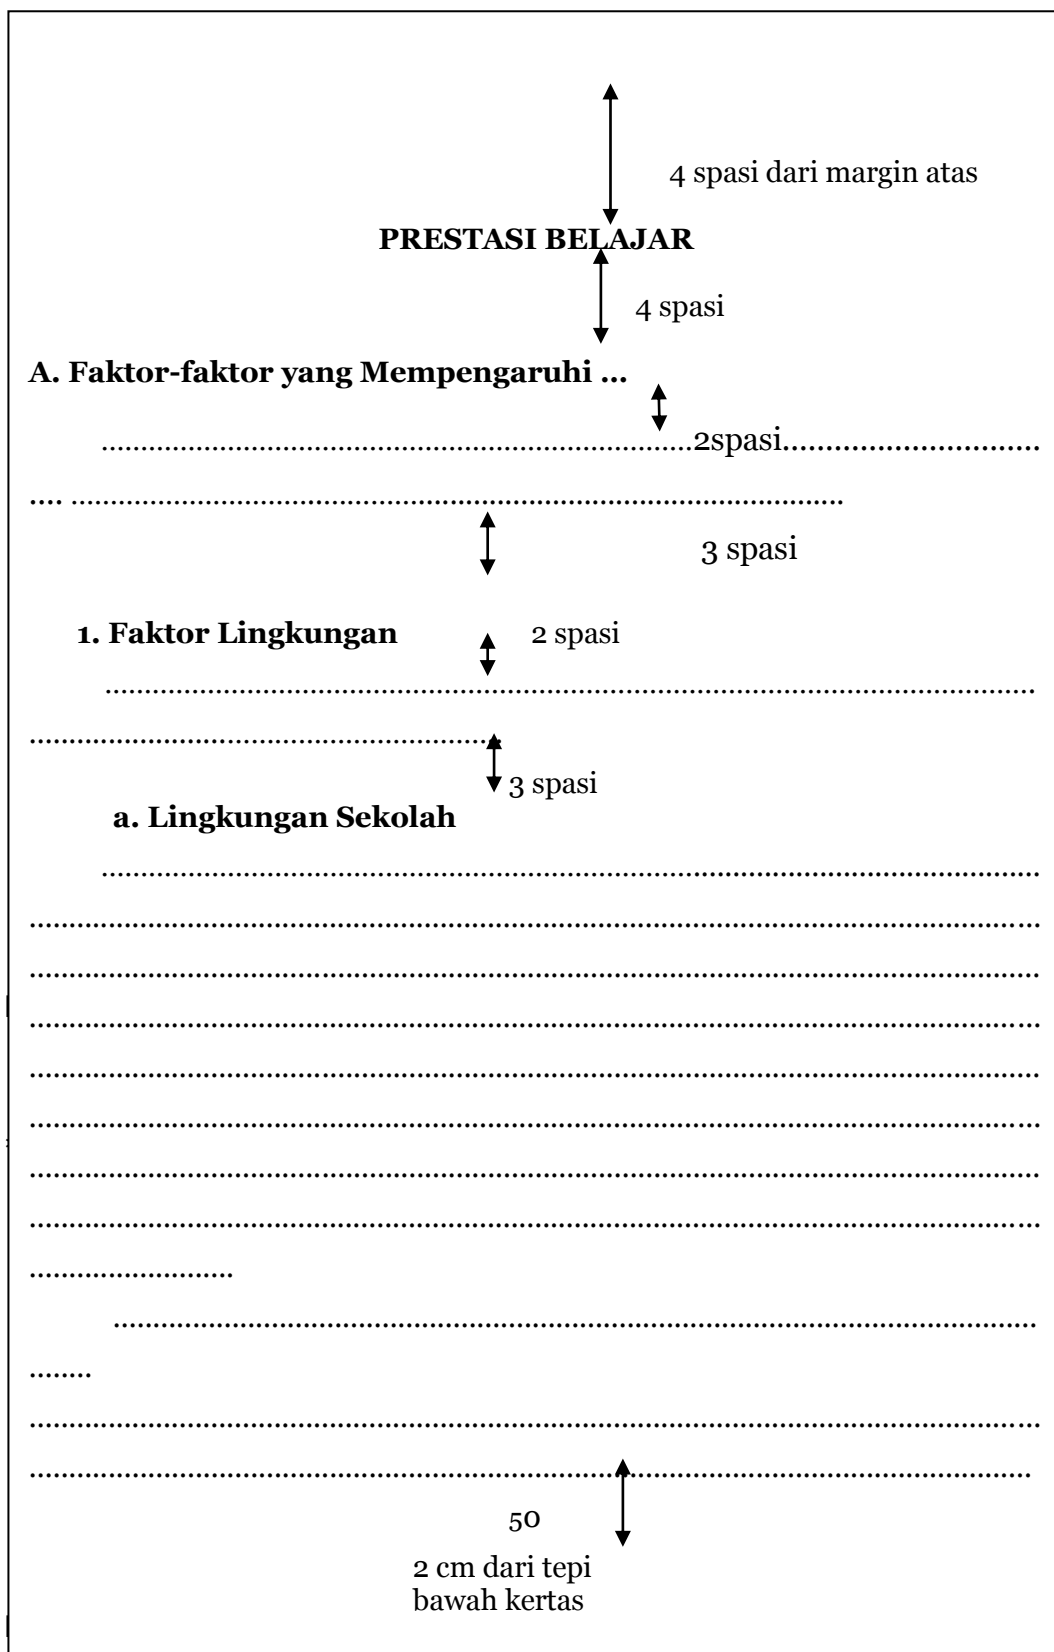 4 spasi dari margin atas
PRESTASI BELAJAR
4 spasi
A. Faktor-faktor yang Mempengaruhi ...
..........................................................................2spasi..............................
.... ..................................................................................................
3 spasi
1. Faktor Lingkungan 2 spasi
......................................................................................................................
............................................................
3 spasi
a. Lingkungan Sekolah
......................................................................................................................
................................................................................................................................
................................................................................................................................
................................................................................................................................
................................................................................................................................
................................................................................................................................
................................................................................................................................
................................................................................................................................
..........................
.....................................................................................................................
........
................................................................................................................................
...............................................................................................................................
50
2 cm dari tepi
bawah kertas